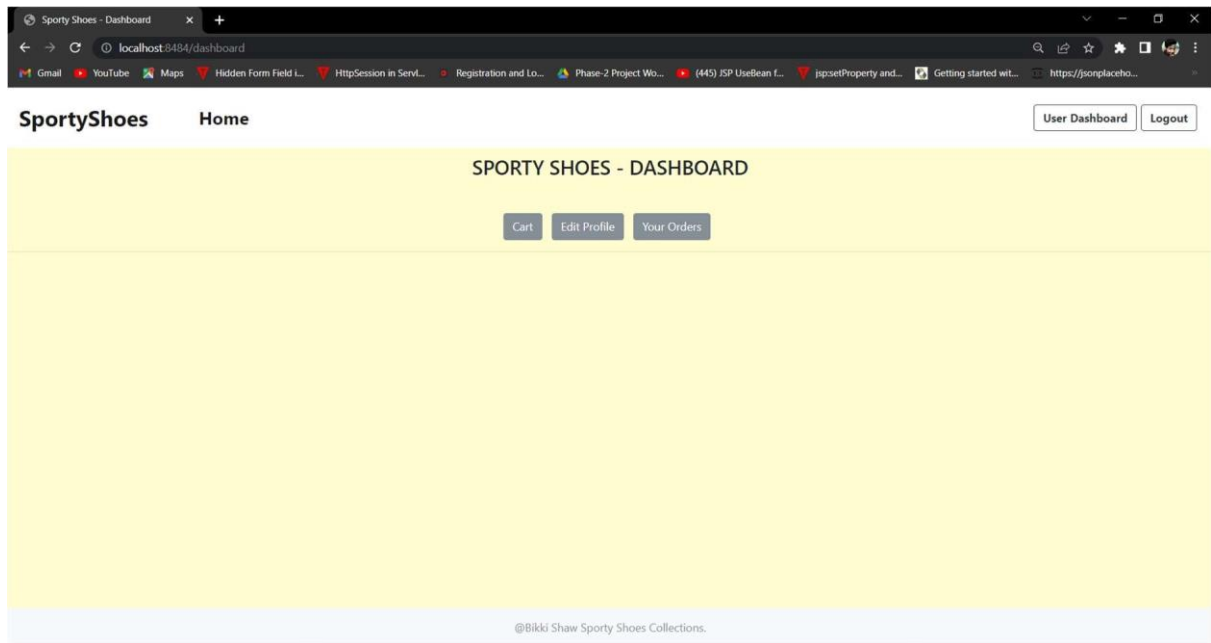 Sporty Shoes - Dashboard
localhost:8484/dashboard
Gmail YouTube Maps Hidden Form Field i... HttpSession in Servl... Registration and Lo... Phase-2 Project Wo... (445) JSP UseBean f... jsp:setProperty and... Getting started wit... https://jsonplaceho...
SportyShoes Home User Dashboard Logout
SPORTY SHOES - DASHBOARD
Cart Edit Profile Your Orders
@Bikki Shaw Sporty Shoes Collections.